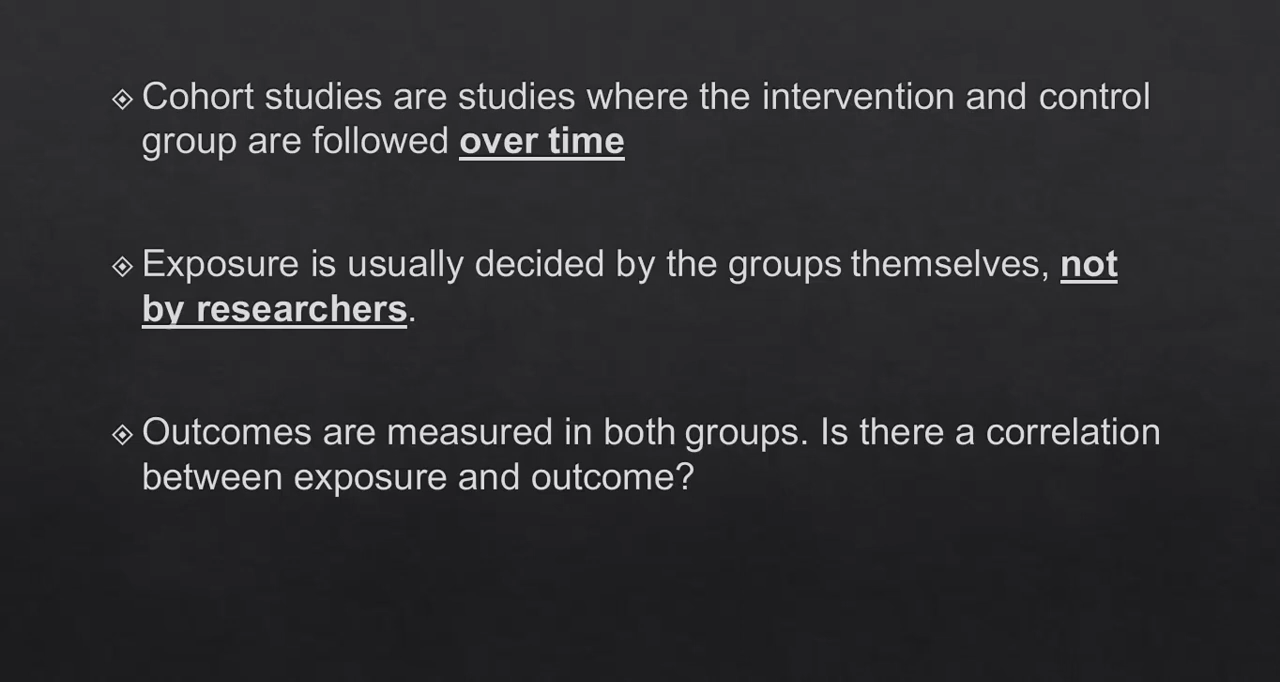 Cohort studies are studies where the intervention and control
group are followed over time
Exposure is usually decided by the groups themselves, not
by researchers.
Outcomes are measured in both groups. Is there a correlation
between exposure and outcome?